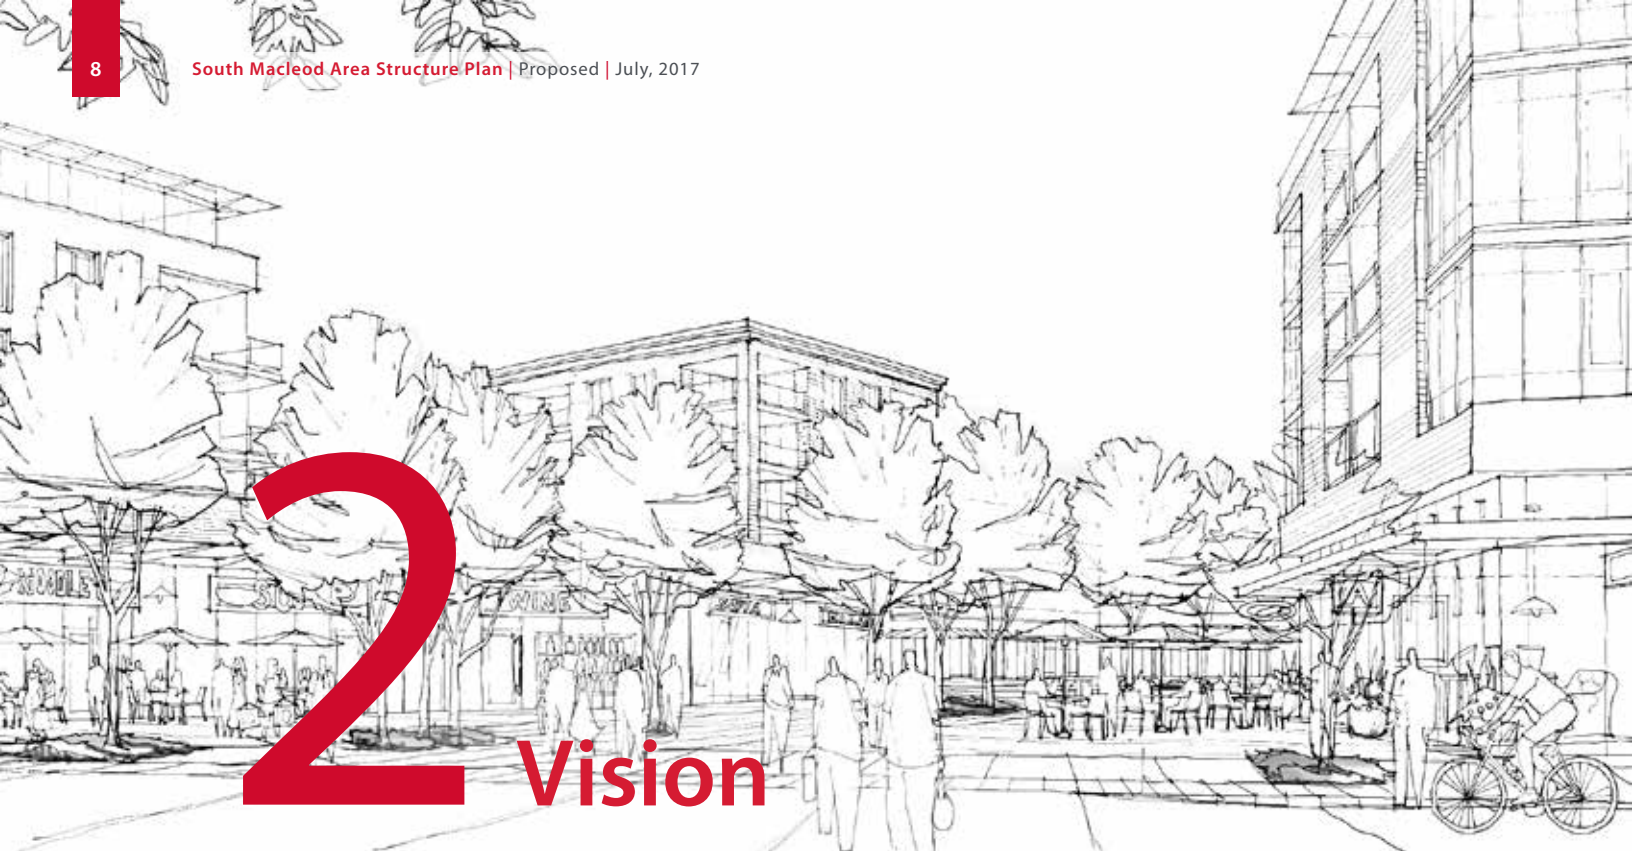 8
South Macleod Area Structure Plan | Proposed | July, 2017
WINE
2
Vision